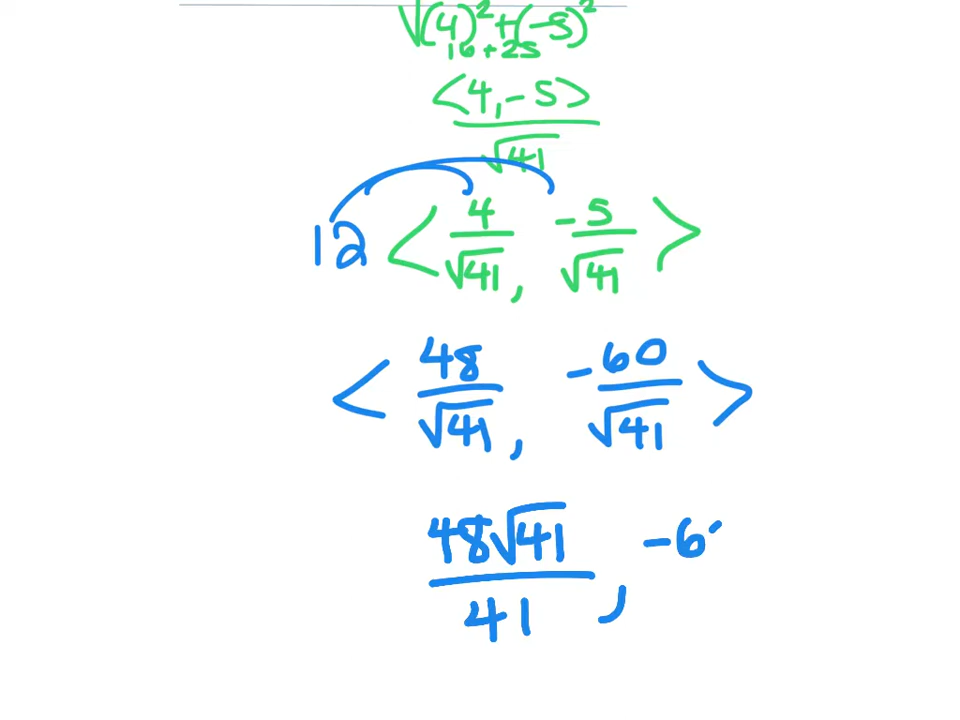 √(4)²+(-5)²
16+25
<4,-5>
√41
12 < 4/√41, -5/√41 >
< 48/√41, -60/√41 >
48√41/41, -6